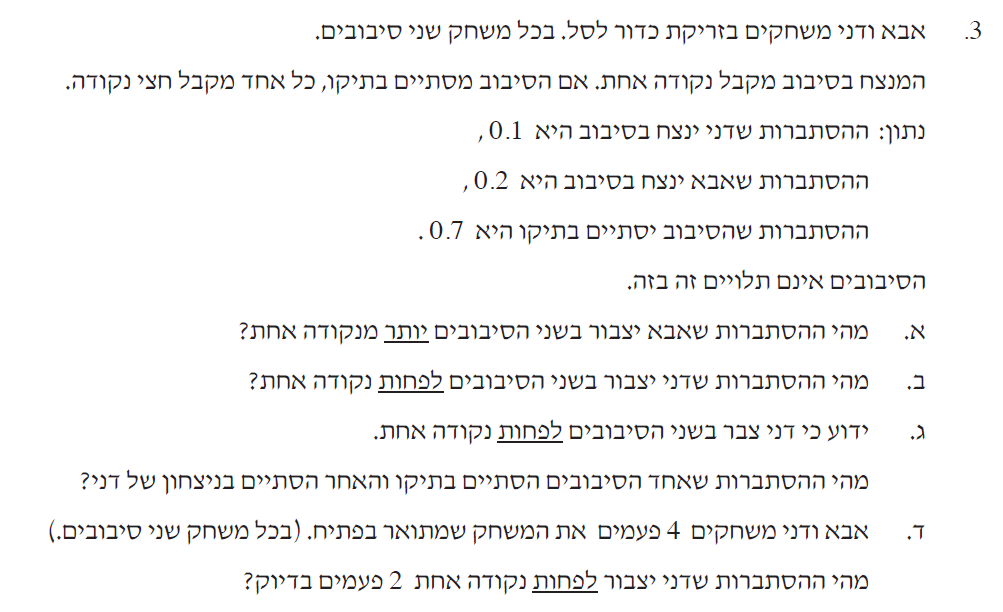 3. אבא ודני משחקים בזריקת כדור לסל. בכל משחק שני סיבובים.
המנצח בסיבוב מקבל נקודה אחת. אם הסיבוב מסתיים בתיקו, כל אחד מקבל חצי נקודה.
נתון: ההסתברות שדני ינצח בסיבוב היא 0.1 ,
ההסתברות שאבא ינצח בסיבוב היא 0.2 ,
ההסתברות שהסיבוב יסתיים בתיקו היא 0.7 .
הסיבובים אינם תלויים זה בזה.
א. מהי ההסתברות שאבא יצבור בשני הסיבובים יותר מנקודה אחת?
ב. מהי ההסתברות שדני יצבור בשני הסיבובים לפחות נקודה אחת?
ג. ידוע כי דני צבר בשני הסיבובים לפחות נקודה אחת.
מהי ההסתברות שאחד הסיבובים הסתיים בתיקו והאחר הסתיים בניצחון של דני?
ד. אבא ודני משחקים 4 פעמים את המשחק שמתואר בפתיח. (בכל משחק שני סיבובים.)
מהי ההסתברות שדני יצבור לפחות נקודה אחת 2 פעמים בדיוק?